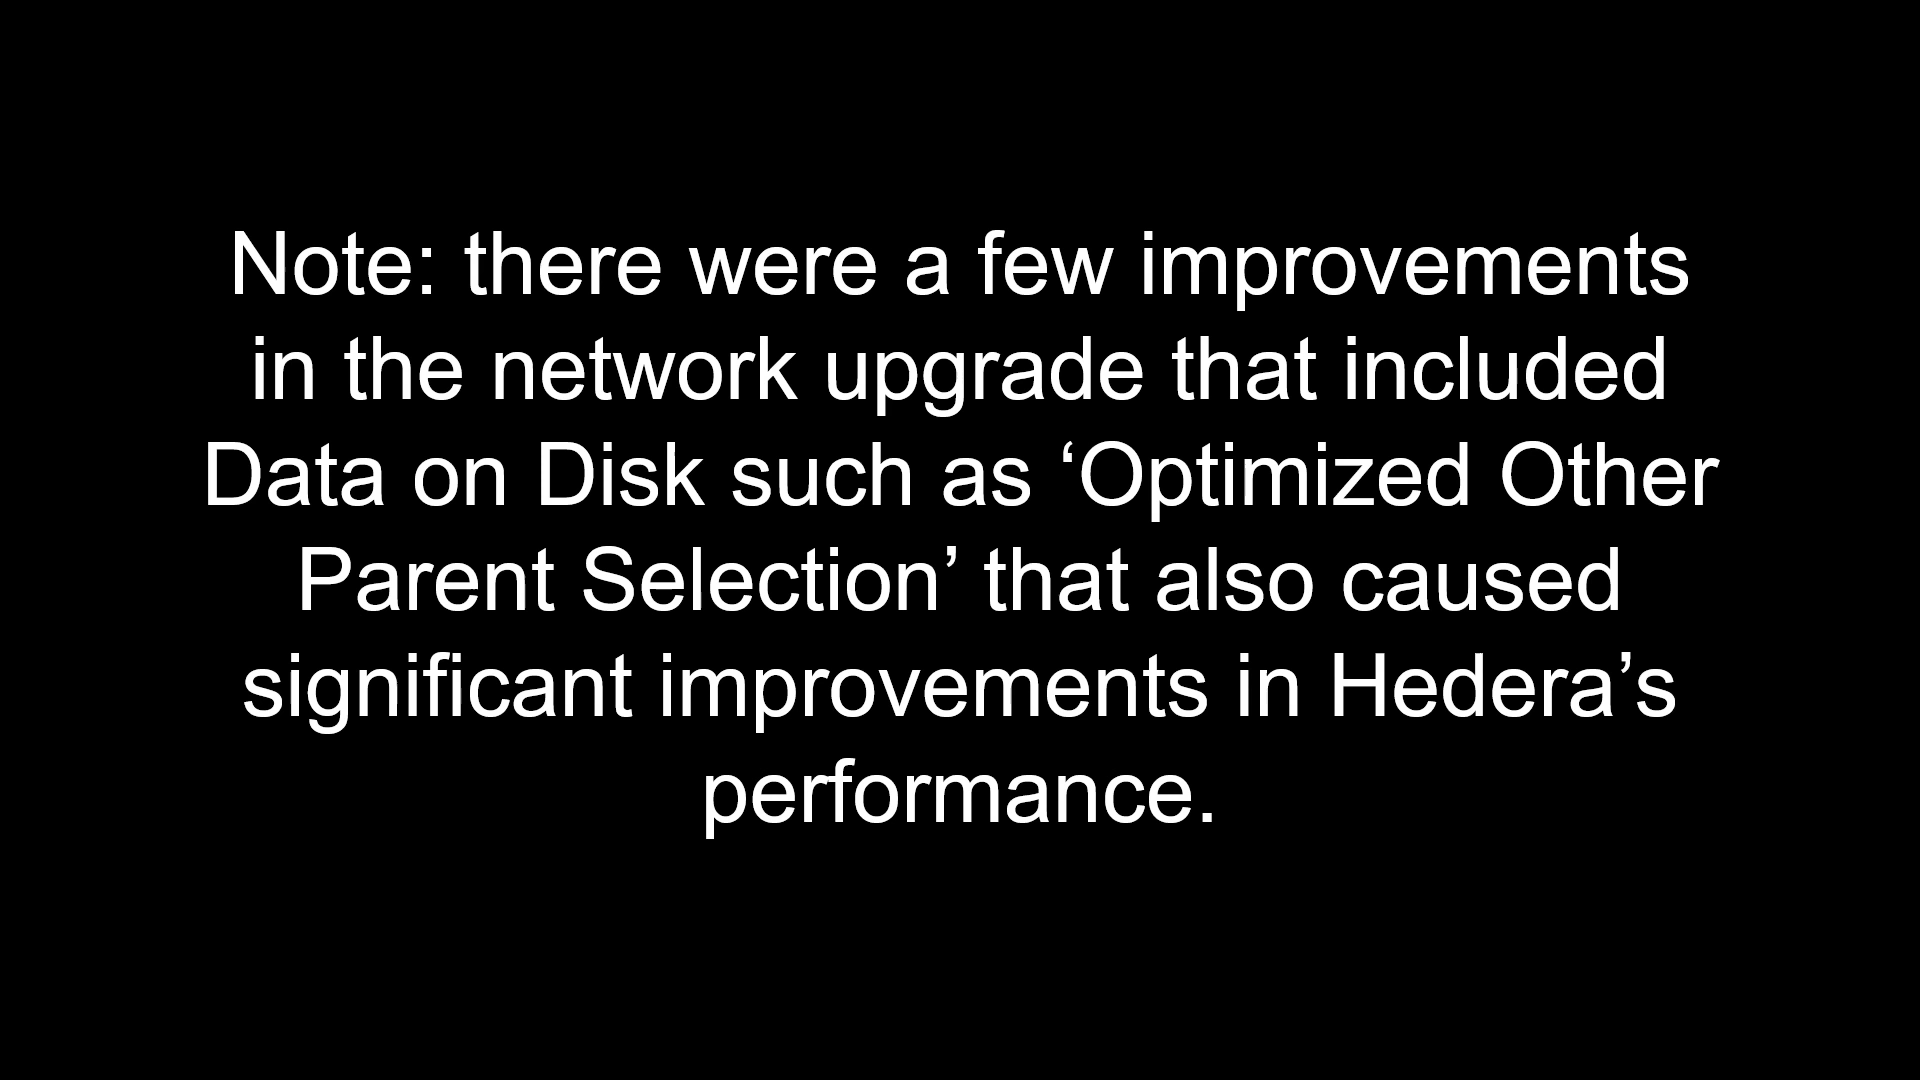 Note: there were a few improvements
in the network upgrade that included
Data on Disk such as ‘Optimized Other
Parent Selection’ that also caused
significant improvements in Hedera’s
performance.